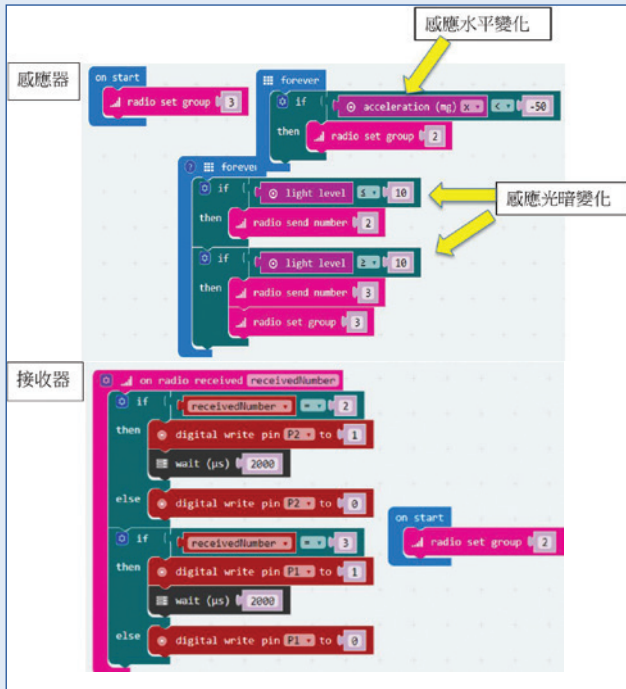 感應水平變化
感應器
on start
radio set group 3
forever
if acceleration (mg) x < -50
then radio set group 2
forever
if light level ≤ 10
then radio send number 2
感應光暗變化
if light level ≥ 10
then radio send number 3
radio set group 3
接收器
on radio received receivedNumber
if receivedNumber = 2
then digital write pin P2 to 1
wait (µs) 2000
else digital write pin P2 to 0
if receivedNumber = 3
then digital write pin P1 to 1
wait (µs) 2000
else digital write pin P1 to 0
on start
radio set group 2